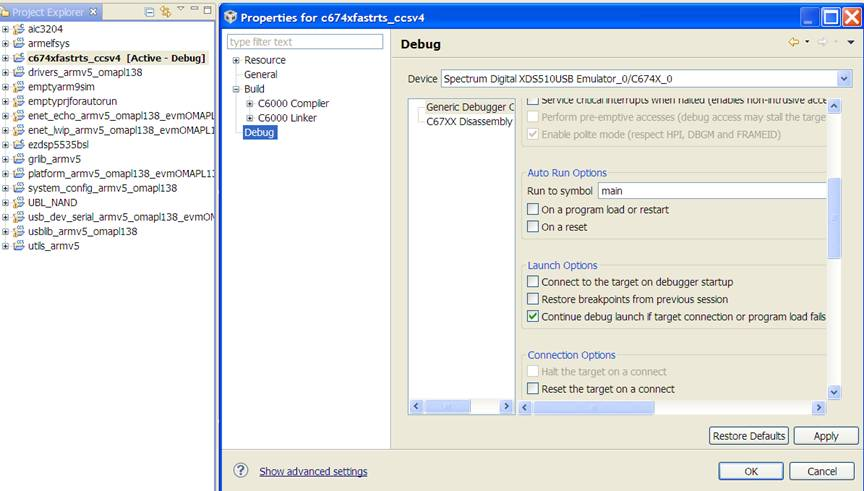 Project Explorer
aic3204
armelfsys
c674xfastrts_ccsv4 [Active - Debug]
drivers_armv5_omapl138
emptyarm9sim
emptyprjforautorun
enet_echo_armv5_omapl138_evmOMAPL
enet_lwip_armv5_omapl138_evmOMAPL1
ezdsp5535bsl
grlib_armv5
platform_armv5_omapl138_evmOMAPL1
system_config_armv5_omapl138
UBL_NAND
usb_dev_serial_armv5_omapl138_evmOM
usblib_armv5_omapl138
utils_armv5
Properties for c674xfastrts_ccsv4
type filter text
Resource
General
Build
C6000 Compiler
C6000 Linker
Debug
Debug
Device
Spectrum Digital XDS510USB Emulator_0/C674X_0
Generic Debugger C
C67XX Disassembly
Service critical interrupts when halted (enables non-intrusive acce
Perform pre-emptive accesses (debug access may stall the target
Enable polite mode (respect HPI, DBGM and FRAMEID)
Auto Run Options
Run to symbol main
On a program load or restart
On a reset
Launch Options
Connect to the target on debugger startup
Restore breakpoints from previous session
Continue debug launch if target connection or program load fails
Connection Options
Halt the target on a connect
Reset the target on a connect
Restore Defaults
Apply
Show advanced settings
OK
Cancel